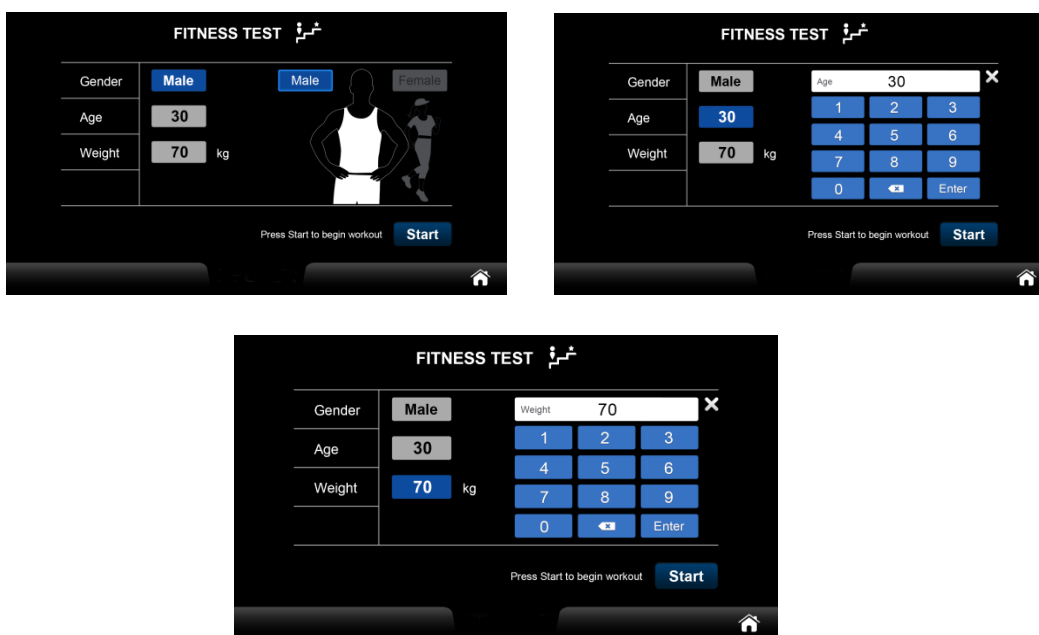 FITNESS TEST
Gender Male Male Female
Age 30
Weight 70 kg
Press Start to begin workout Start
FITNESS TEST
Gender Male Age 30
1 2 3
Age 30
4 5 6
Weight 70 kg
7 8 9
0 Enter
Press Start to begin workout Start
FITNESS TEST
Gender Male Weight 70
1 2 3
Age 30
4 5 6
Weight 70 kg
7 8 9
0 Enter
Press Start to begin workout Start